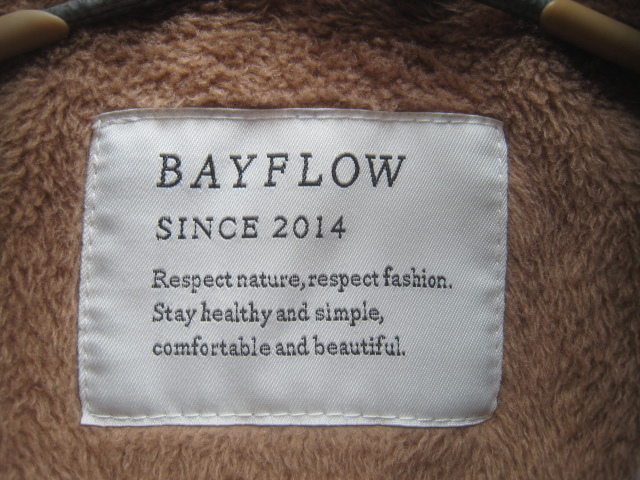 BAYFLOW
SINCE 2014
Respect nature, respect fashion.
Stay healthy and simple,
comfortable and beautiful.